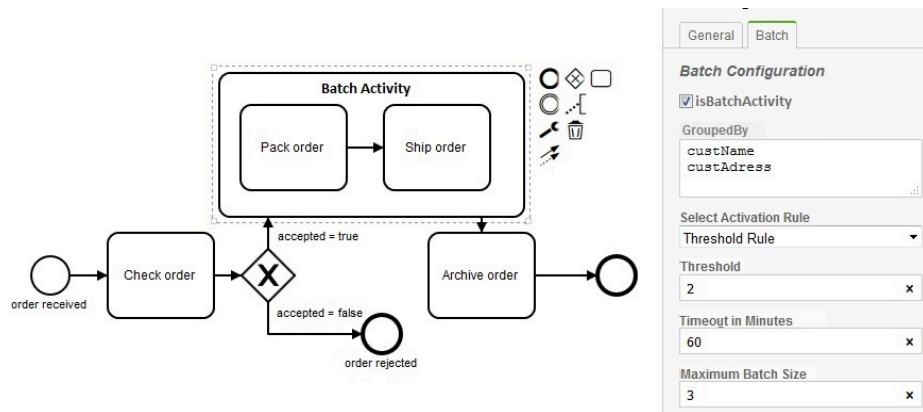 Batch Activity
Pack order
Ship order
accepted = true
Check order
Archive order
order received
accepted = false
order rejected
General
Batch
Batch Configuration
isBatchActivity
GroupedBy
custName
custAdress
Select Activation Rule
Threshold Rule
Threshold
2
Timeout in Minutes
60
Maximum Batch Size
3